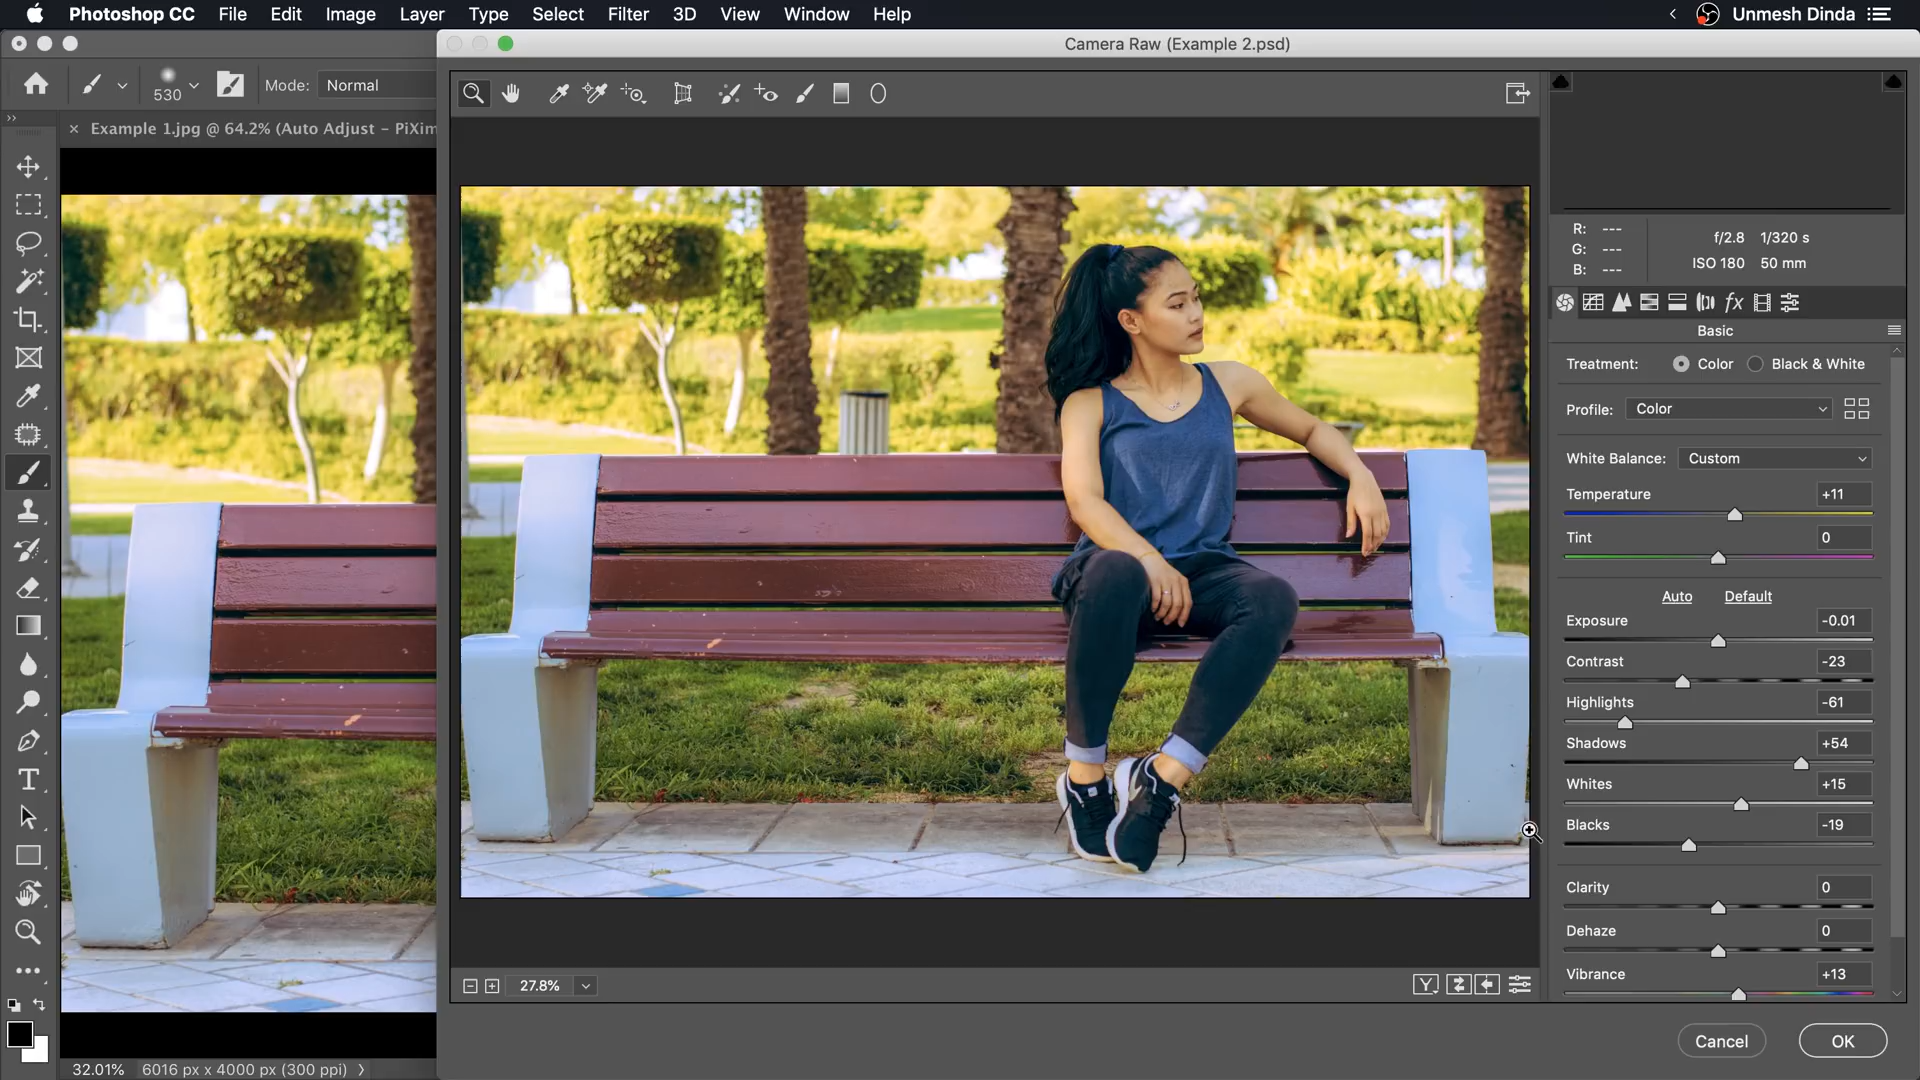 Photoshop CC File Edit Image Layer Type Select Filter 3D View Window Help Unmesh Dinda
Camera Raw (Example 2.psd)
530 Mode: Normal
Example 1.jpg @ 64.2% (Auto Adjust - PiXim
R: ---
G: ---
B: ---
f/2.8 1/320 s
ISO 180 50 mm
Basic
Treatment: Color Black & White
Profile: Color
White Balance: Custom
Temperature +11
Tint 0
Auto Default
Exposure -0.01
Contrast -23
Highlights -61
Shadows +54
Whites +15
Blacks -19
Clarity 0
Dehaze 0
Vibrance +13
27.8%
Cancel OK
32.01% 6016 px x 4000 px (300 ppi)